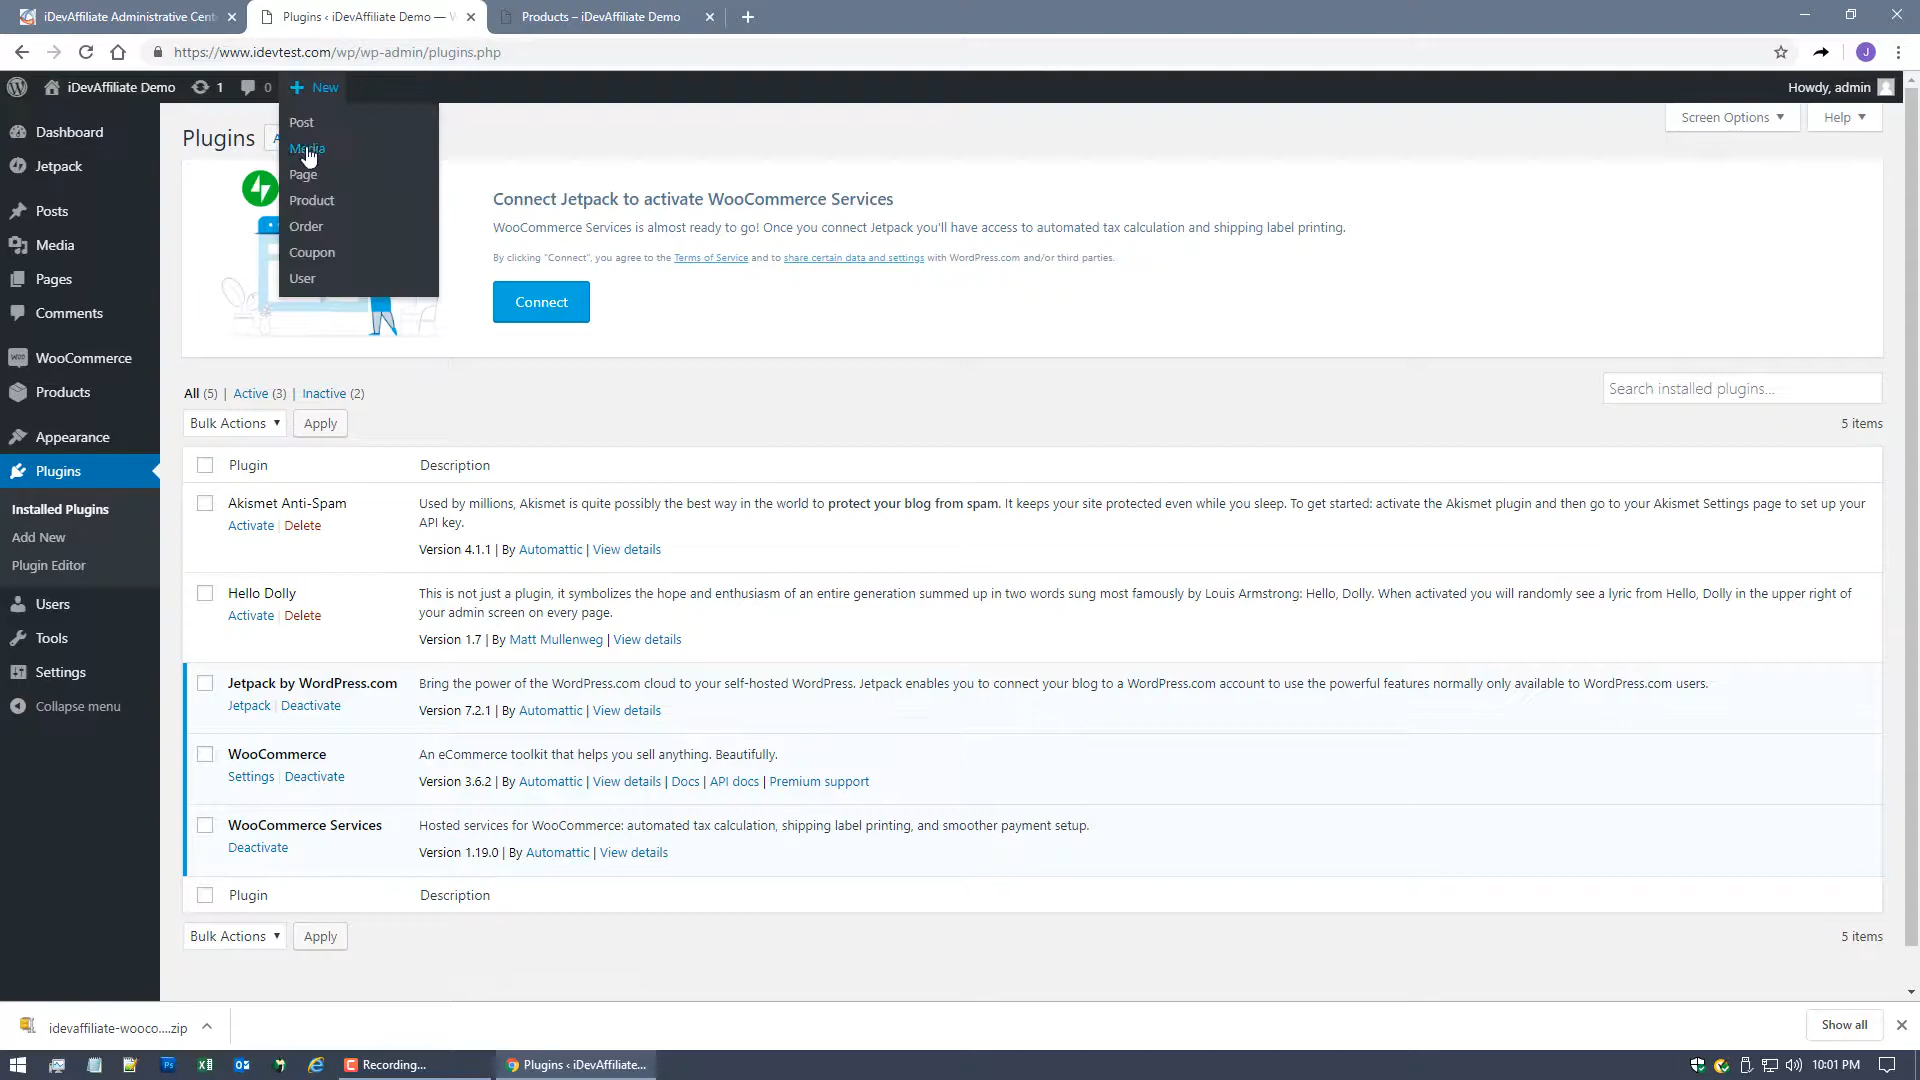 iDevAffiliate Administrative Cent
Plugins ‹ iDevAffiliate Demo — W
Products – iDevAffiliate Demo
https://www.idevtest.com/wp/wp-admin/plugins.php
J
iDevAffiliate Demo 1 0 + New
Howdy, admin
Post
Media
Page
Product
Order
Coupon
User
Dashboard
Jetpack
Posts
Media
Pages
Comments
WooCommerce
Products
Appearance
Plugins
Installed Plugins
Add New
Plugin Editor
Users
Tools
Settings
Collapse menu
Plugins
Screen Options ▼ Help ▼
Connect Jetpack to activate WooCommerce Services
WooCommerce Services is almost ready to go! Once you connect Jetpack you'll have access to automated tax calculation and shipping label printing.
By clicking "Connect", you agree to the Terms of Service and to share certain data and settings with WordPress.com and/or third parties.
Connect
All (5) | Active (3) | Inactive (2)
Search installed plugins...
Bulk Actions ▼ Apply
5 items
Plugin Description
Akismet Anti-Spam
Activate | Delete
Used by millions, Akismet is quite possibly the best way in the world to protect your blog from spam. It keeps your site protected even while you sleep. To get started: activate the Akismet plugin and then go to your Akismet Settings page to set up your
API key.
Version 4.1.1 | By Automattic | View details
Hello Dolly
Activate | Delete
This is not just a plugin, it symbolizes the hope and enthusiasm of an entire generation summed up in two words sung most famously by Louis Armstrong: Hello, Dolly. When activated you will randomly see a lyric from Hello, Dolly in the upper right of
your admin screen on every page.
Version 1.7 | By Matt Mullenweg | View details
Jetpack by WordPress.com
Jetpack | Deactivate
Bring the power of the WordPress.com cloud to your self-hosted WordPress. Jetpack enables you to connect your blog to a WordPress.com account to use the powerful features normally only available to WordPress.com users.
Version 7.2.1 | By Automattic | View details
WooCommerce
Settings | Deactivate
An eCommerce toolkit that helps you sell anything. Beautifully.
Version 3.6.2 | By Automattic | View details | Docs | API docs | Premium support
WooCommerce Services
Deactivate
Hosted services for WooCommerce: automated tax calculation, shipping label printing, and smoother payment setup.
Version 1.19.0 | By Automattic | View details
Plugin Description
Bulk Actions ▼ Apply
5 items
idevaffiliate-wooco....zip
Show all
Recording...
Plugins ‹ iDevAffiliate...
10:01 PM